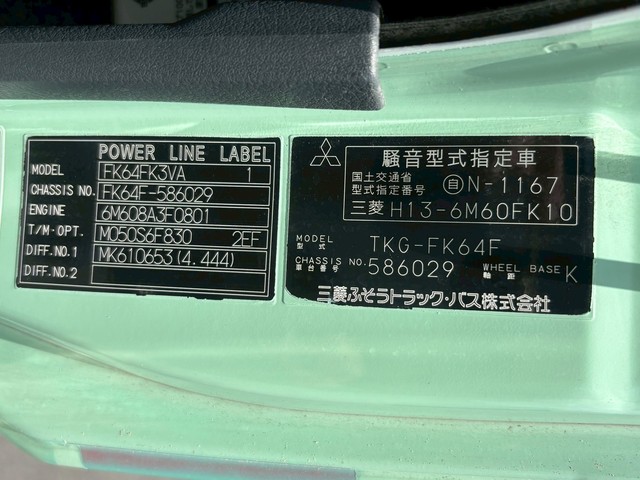 POWER LINE LABEL
MODEL FK64FK3VA 1
CHASSIS NO. FK64F-586029
ENGINE 6M608A3F0801
T/M-OPT. M050S6F830 2EF
DIFF.NO.1 MK610653(4.444)
DIFF.NO.2
騒音型式指定車
国土交通省
型式指定番号 自N-1167
三菱 H13-6M60FK10
MODEL
型式 TKG-FK64F
CHASSIS NO.
車台番号 586029 WHEEL BASE
軸距 K
三菱ふそうトラック・バス株式会社